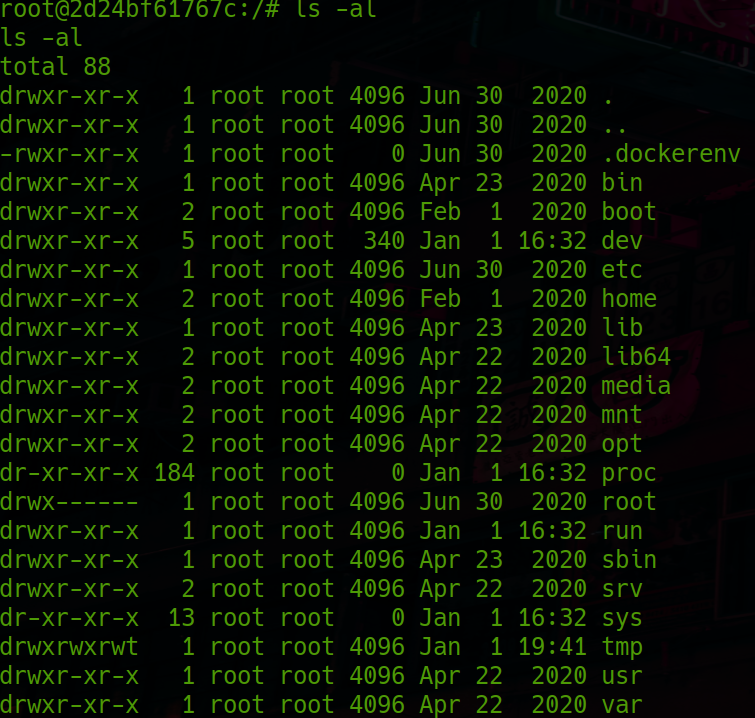 root@2d24bf61767c:/# ls -al
ls -al
total 88
drwxr-xr-x   1 root root 4096 Jun 30  2020 .
drwxr-xr-x   1 root root 4096 Jun 30  2020 ..
-rwxr-xr-x   1 root root    0 Jun 30  2020 .dockerenv
drwxr-xr-x   1 root root 4096 Apr 23  2020 bin
drwxr-xr-x   2 root root 4096 Feb  1  2020 boot
drwxr-xr-x   5 root root  340 Jan  1 16:32 dev
drwxr-xr-x   1 root root 4096 Jun 30  2020 etc
drwxr-xr-x   2 root root 4096 Feb  1  2020 home
drwxr-xr-x   1 root root 4096 Apr 23  2020 lib
drwxr-xr-x   2 root root 4096 Apr 22  2020 lib64
drwxr-xr-x   2 root root 4096 Apr 22  2020 media
drwxr-xr-x   2 root root 4096 Apr 22  2020 mnt
drwxr-xr-x   2 root root 4096 Apr 22  2020 opt
dr-xr-xr-x 184 root root    0 Jan  1 16:32 proc
drwx------   1 root root 4096 Jun 30  2020 root
drwxr-xr-x   1 root root 4096 Jan  1 16:32 run
drwxr-xr-x   1 root root 4096 Apr 23  2020 sbin
drwxr-xr-x   2 root root 4096 Apr 22  2020 srv
dr-xr-xr-x  13 root root    0 Jan  1 16:32 sys
drwxrwxrwt   1 root root 4096 Jan  1 19:41 tmp
drwxr-xr-x   1 root root 4096 Apr 22  2020 usr
drwxr-xr-x   1 root root 4096 Apr 22  2020 var